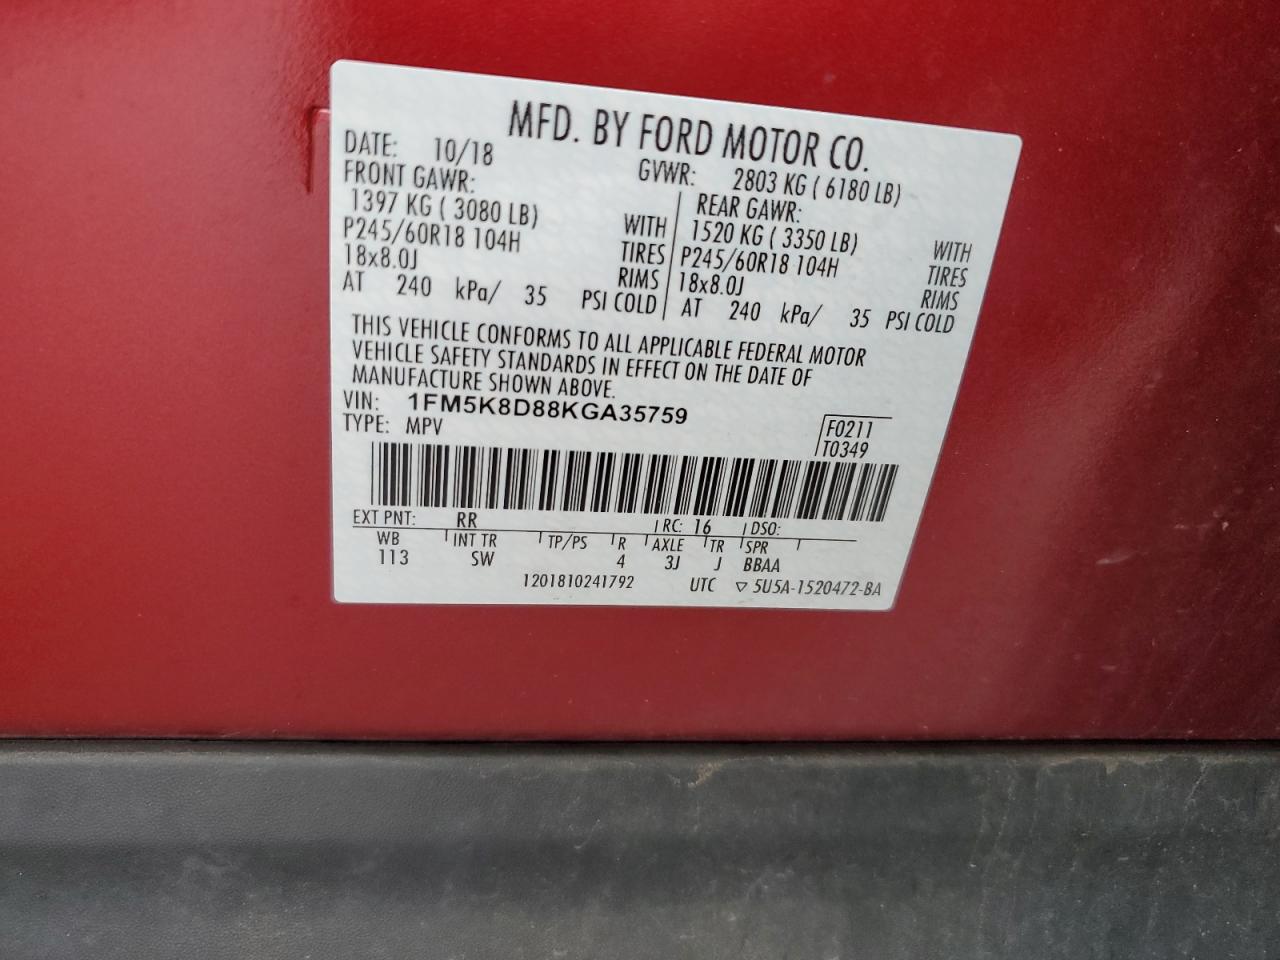 MFD. BY FORD MOTOR CO.
DATE: 10/18 GVWR: 2803 KG ( 6180 LB)
FRONT GAWR: REAR GAWR:
1397 KG ( 3080 LB) WITH 1520 KG ( 3350 LB) WITH
P245/60R18 104H TIRES P245/60R18 104H TIRES
18x8.0J RIMS 18x8.0J RIMS
AT 240 kPa/ 35 PSI COLD AT 240 kPa/ 35 PSI COLD
THIS VEHICLE CONFORMS TO ALL APPLICABLE FEDERAL MOTOR
VEHICLE SAFETY STANDARDS IN EFFECT ON THE DATE OF
MANUFACTURE SHOWN ABOVE.
VIN: 1FM5K8D88KGA35759
TYPE: MPV
F0211
T0349
EXT PNT: RR RC: 16 DSO:
WB INT TR TP/PS R AXLE TR SPR
113 SW 4 3J J BBAA
1201810241792 UTC ▽ 5U5A-1520472-BA